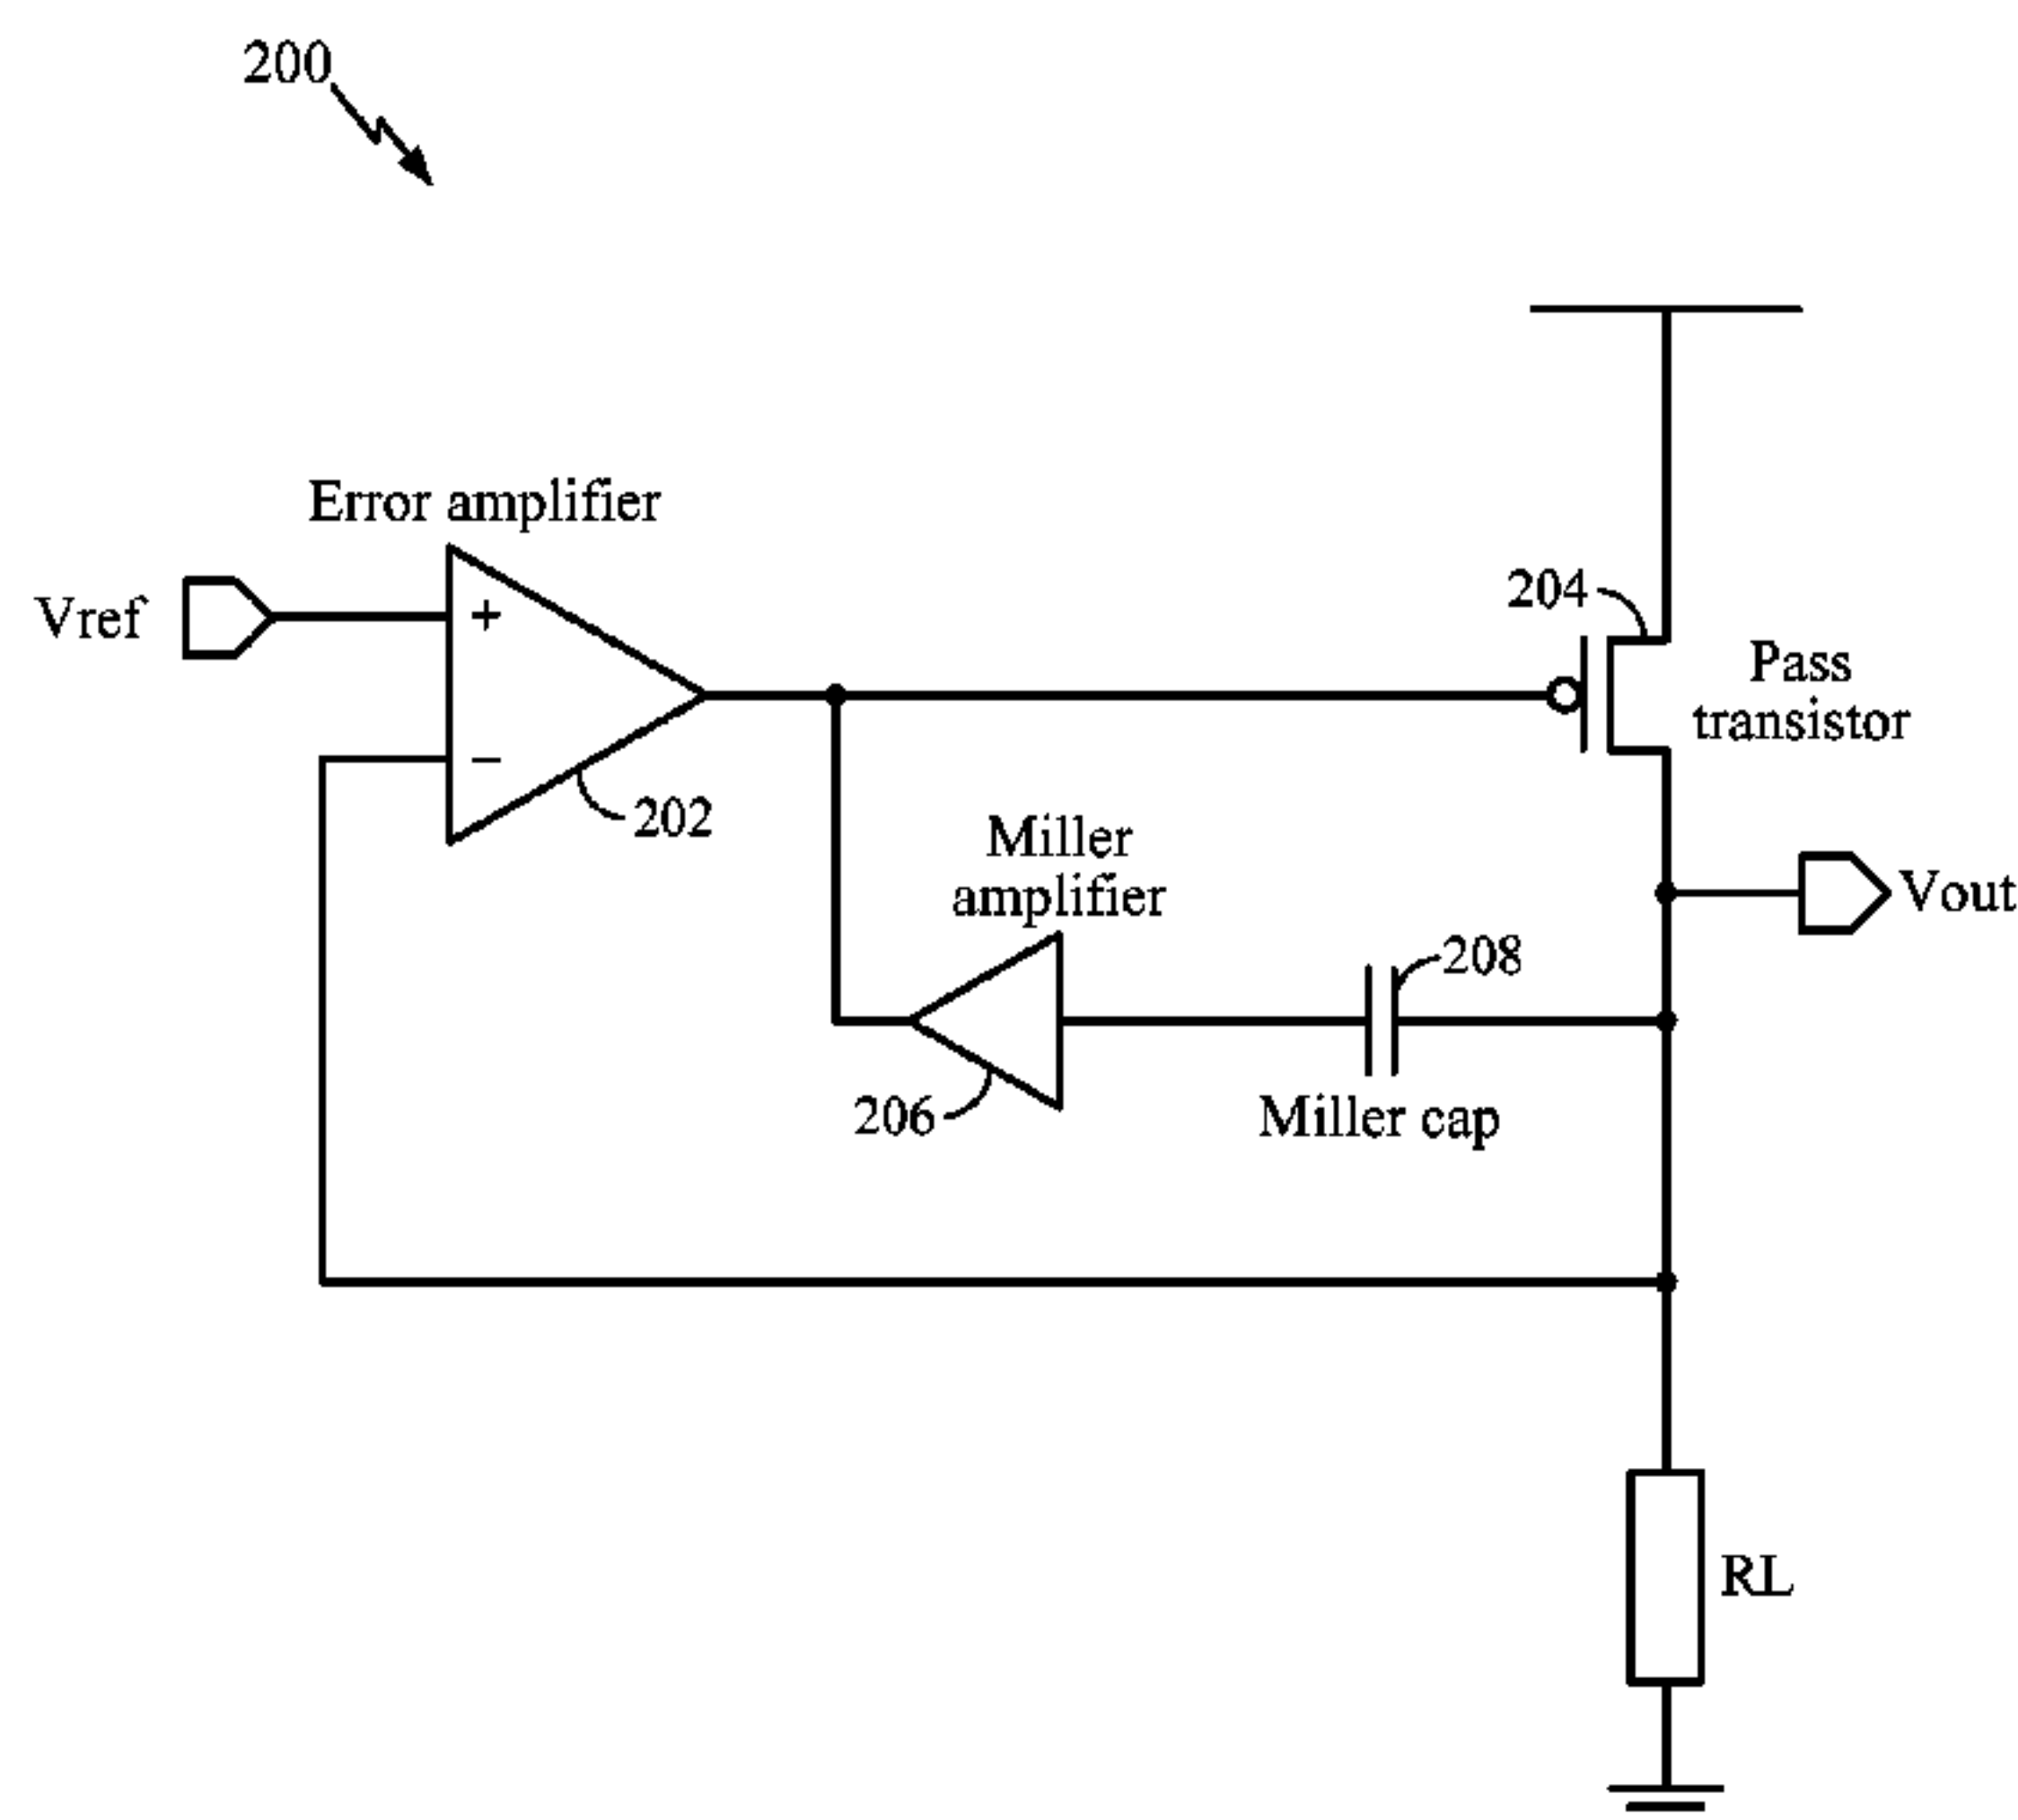 200
Error amplifier
Vref
+
−
202
204
Pass
transistor
Miller
amplifier
Vout
208
206
Miller cap
RL